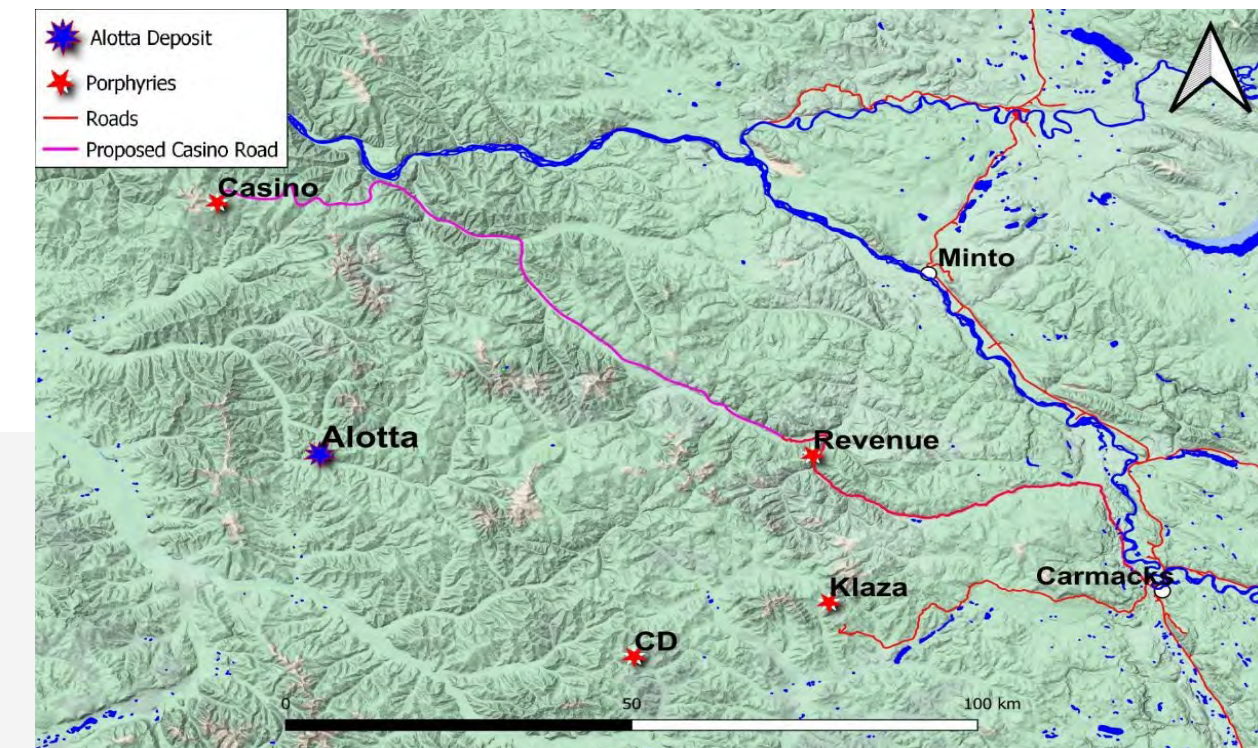 Alotta Deposit
Porphyries
Roads
Proposed Casino Road
Casino
Minto
Alotta
Revenue
Klaza
Carmacks
CD
0 50 100 km